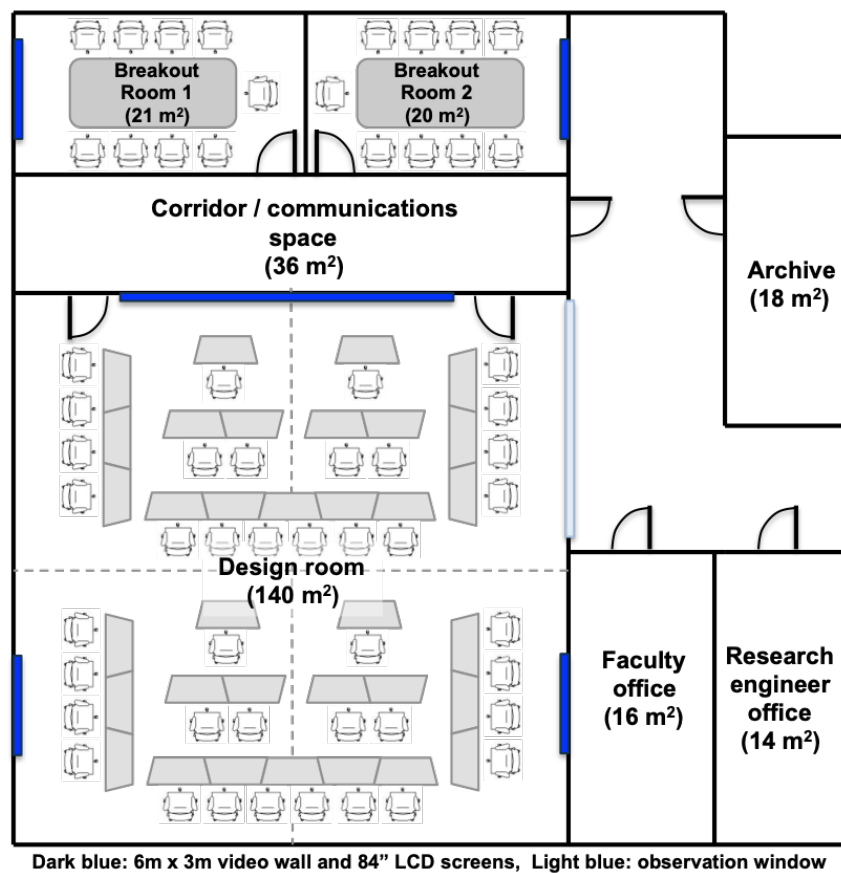 Breakout
Room 1
(21 m²)
Breakout
Room 2
(20 m²)
Corridor / communications
space
(36 m²)
Archive
(18 m²)
Design room
(140 m²)
Faculty
office
(16 m²)
Research
engineer
office
(14 m²)
Dark blue: 6m x 3m video wall and 84” LCD screens, Light blue: observation window